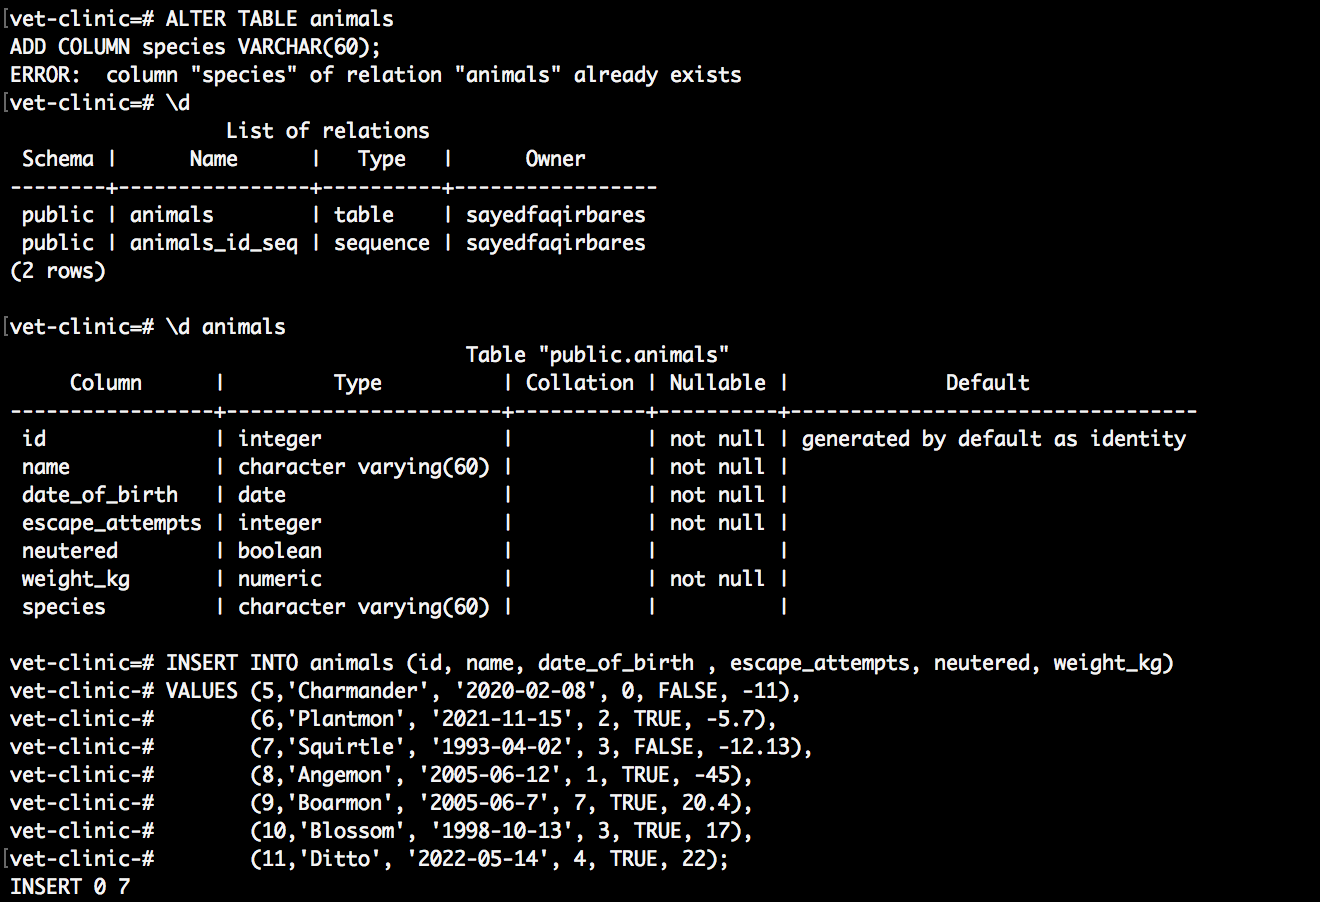 vet-clinic=# ALTER TABLE animals
ADD COLUMN species VARCHAR(60);
ERROR:  column "species" of relation "animals" already exists
vet-clinic=# \d
                  List of relations
 Schema |      Name      |   Type   |      Owner
--------+----------------+----------+-----------------
 public | animals        | table    | sayedfaqirbares
 public | animals_id_seq | sequence | sayedfaqirbares
(2 rows)
vet-clinic=# \d animals
                                      Table "public.animals"
     Column      |         Type          | Collation | Nullable |             Default
-----------------+-----------------------+-----------+----------+----------------------------------
 id              | integer               |           | not null | generated by default as identity
 name            | character varying(60) |           | not null |
 date_of_birth   | date                  |           | not null |
 escape_attempts | integer               |           | not null |
 neutered        | boolean               |           |          |
 weight_kg       | numeric               |           | not null |
 species         | character varying(60) |           |          |
vet-clinic=# INSERT INTO animals (id, name, date_of_birth , escape_attempts, neutered, weight_kg)
vet-clinic-# VALUES (5,'Charmander', '2020-02-08', 0, FALSE, -11),
vet-clinic-#        (6,'Plantmon', '2021-11-15', 2, TRUE, -5.7),
vet-clinic-#        (7,'Squirtle', '1993-04-02', 3, FALSE, -12.13),
vet-clinic-#        (8,'Angemon', '2005-06-12', 1, TRUE, -45),
vet-clinic-#        (9,'Boarmon', '2005-06-7', 7, TRUE, 20.4),
vet-clinic-#        (10,'Blossom', '1998-10-13', 3, TRUE, 17),
vet-clinic-#        (11,'Ditto', '2022-05-14', 4, TRUE, 22);
INSERT 0 7